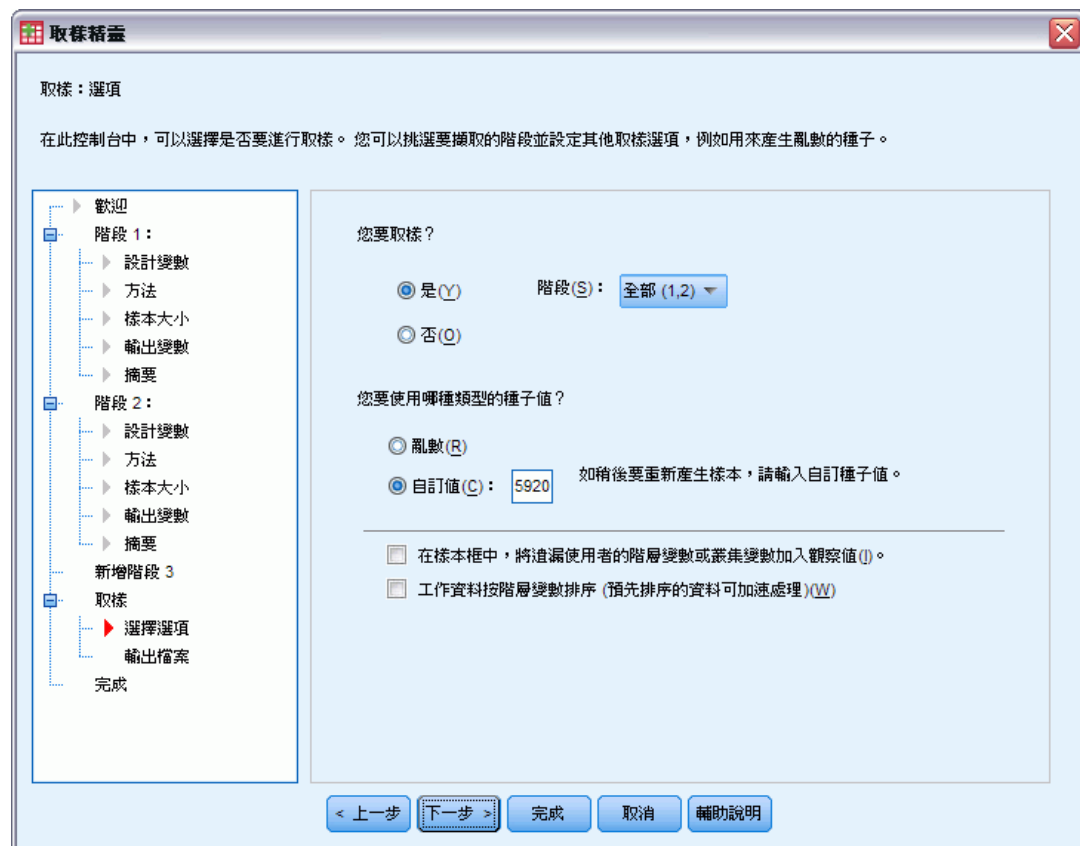 取樣精靈
取樣：選項
在此控制台中，可以選擇是否要進行取樣。 您可以挑選要擷取的階段並設定其他取樣選項，例如用來產生亂數的種子。
歡迎
階段 1：
設計變數
方法
樣本大小
輸出變數
摘要
階段 2：
設計變數
方法
樣本大小
輸出變數
摘要
新增階段 3
取樣
選擇選項
輸出檔案
完成
您要取樣？
是(Y) 階段(S)： 全部 (1,2)
否(O)
您要使用哪種類型的種子值？
亂數(R)
自訂值(C)： 5920 如稍後要重新產生樣本，請輸入自訂種子值。
在樣本框中，將遺漏使用者的階層變數或叢集變數加入觀察值(I)。
工作資料按階層變數排序 (預先排序的資料可加速處理)(W)
< 上一步 下一步 > 完成 取消 輔助說明